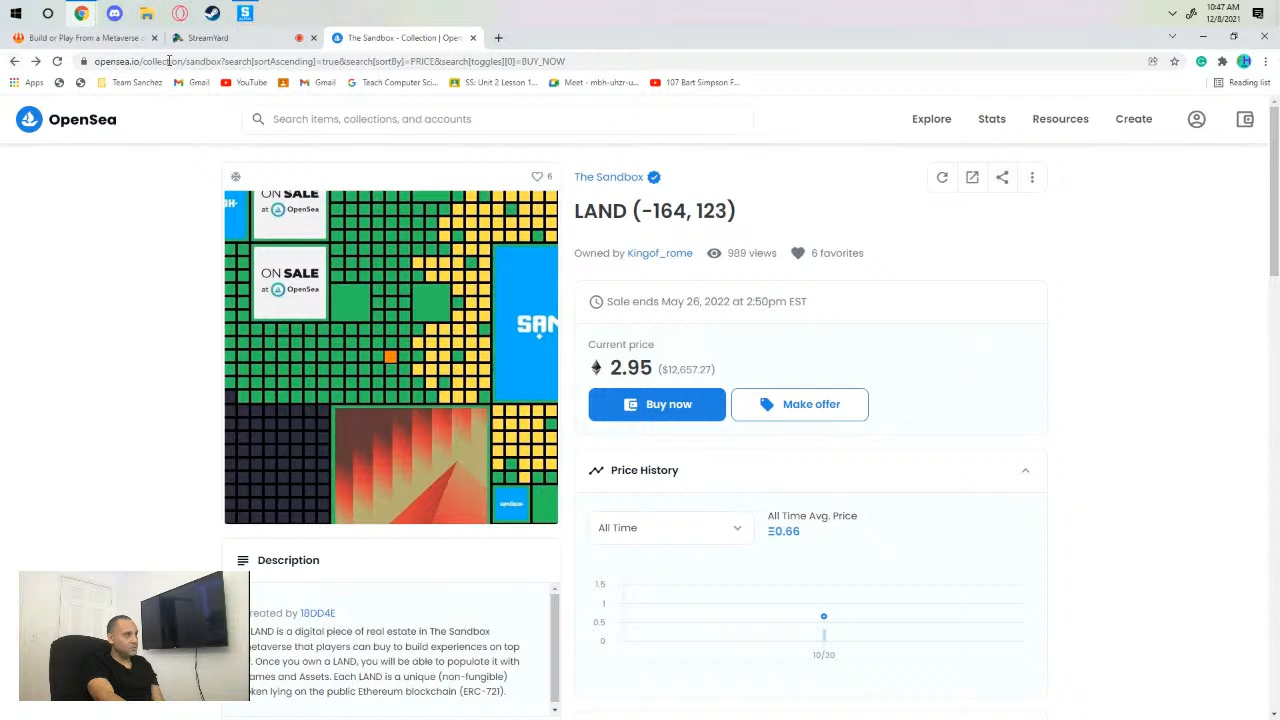 10:47 AM
12/8/2021
Build or Play From a Metaverse
StreamYard
The Sandbox - Collection | Open
opensea.io/collection/sandbox?search[sortAscending]=true&search[sortBy]=PRICE&search[toggles][0]=BUY_NOW
Apps
Team Sanchez
Gmail
YouTube
Gmail
Teach Computer Sci...
SS: Unit 2 Lesson 1...
Meet - mbh-uhzr-u...
107 Bart Simpson F...
Reading list
OpenSea
Search items, collections, and accounts
Explore
Stats
Resources
Create
6
ON SALE
at OpenSea
ON SALE
at OpenSea
SAN
The Sandbox
LAND (-164, 123)
Owned by Kingof_rome
989 views
6 favorites
Sale ends May 26, 2022 at 2:50pm EST
Current price
2.95 ($12,657.27)
Buy now
Make offer
Price History
All Time
All Time Avg. Price
Ξ0.66
1.5
1
0.5
0
10/30
Description
eated by 18DD4E
LAND is a digital piece of real estate in The Sandbox
etaverse that players can buy to build experiences on top
. Once you own a LAND, you will be able to populate it with
ames and Assets. Each LAND is a unique (non-fungible)
ken lying on the public Ethereum blockchain (ERC-721).